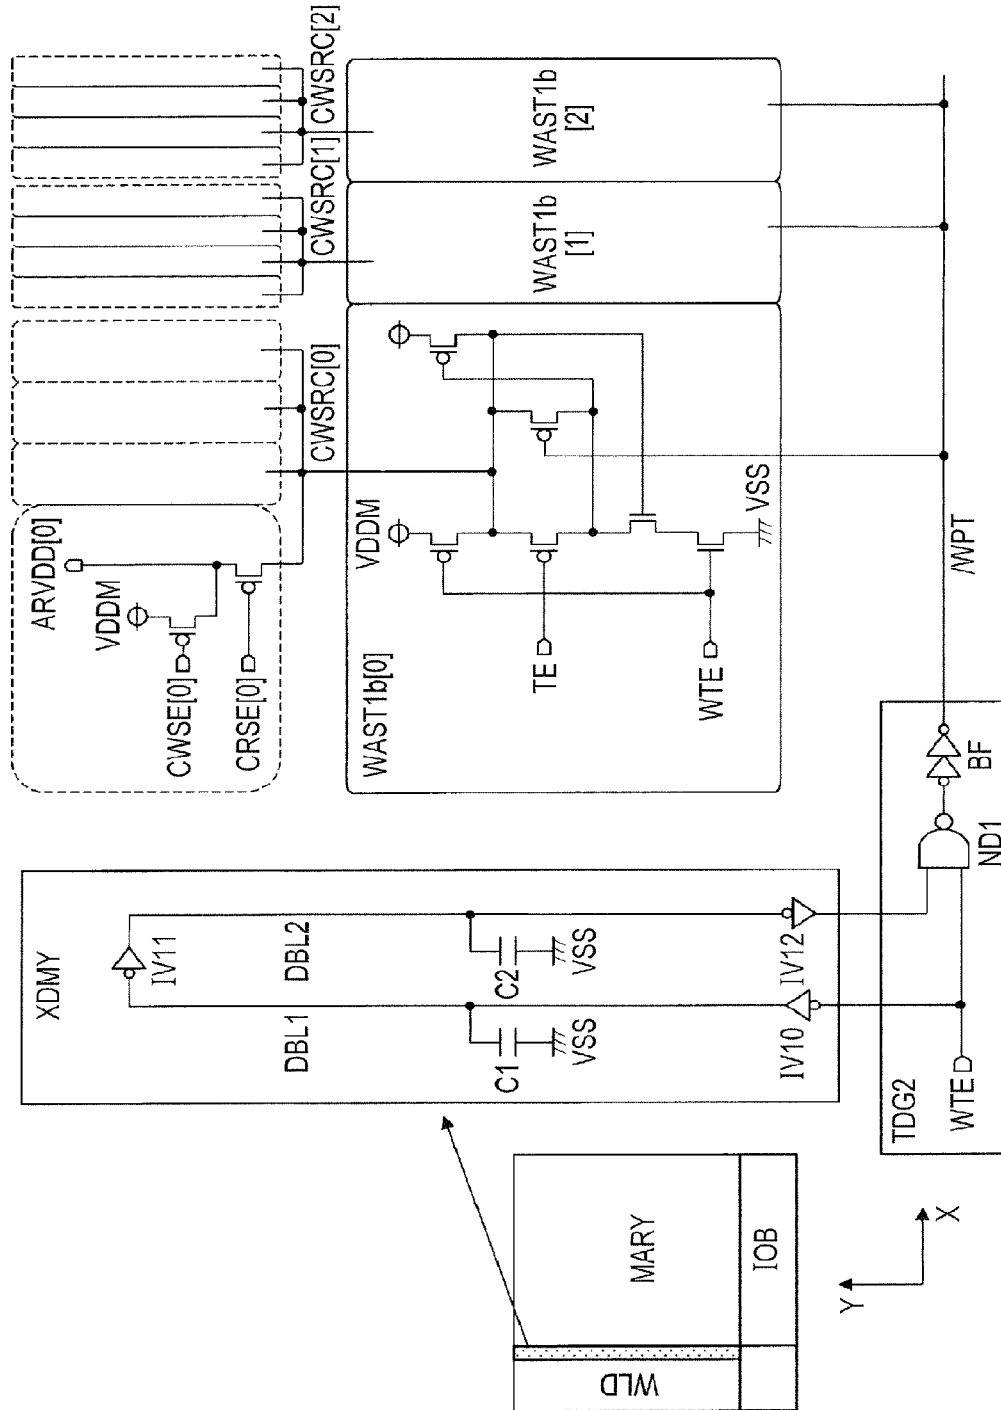 XDMY
IV11
DBL1
DBL2
C1
VSS
C2
VSS
IV10
IV12
TDG2
WTE
ND1
BF
/WPT
ARVDD[0]
VDDM
CWSE[0]
CRSE[0]
CWSRC[0]
CWSRC[1]
CWSRC[2]
WAST1b[0]
VDDM
TE
WTE
VSS
WAST1b
[1]
WAST1b
[2]
WLD
MARY
IOB
Y
X